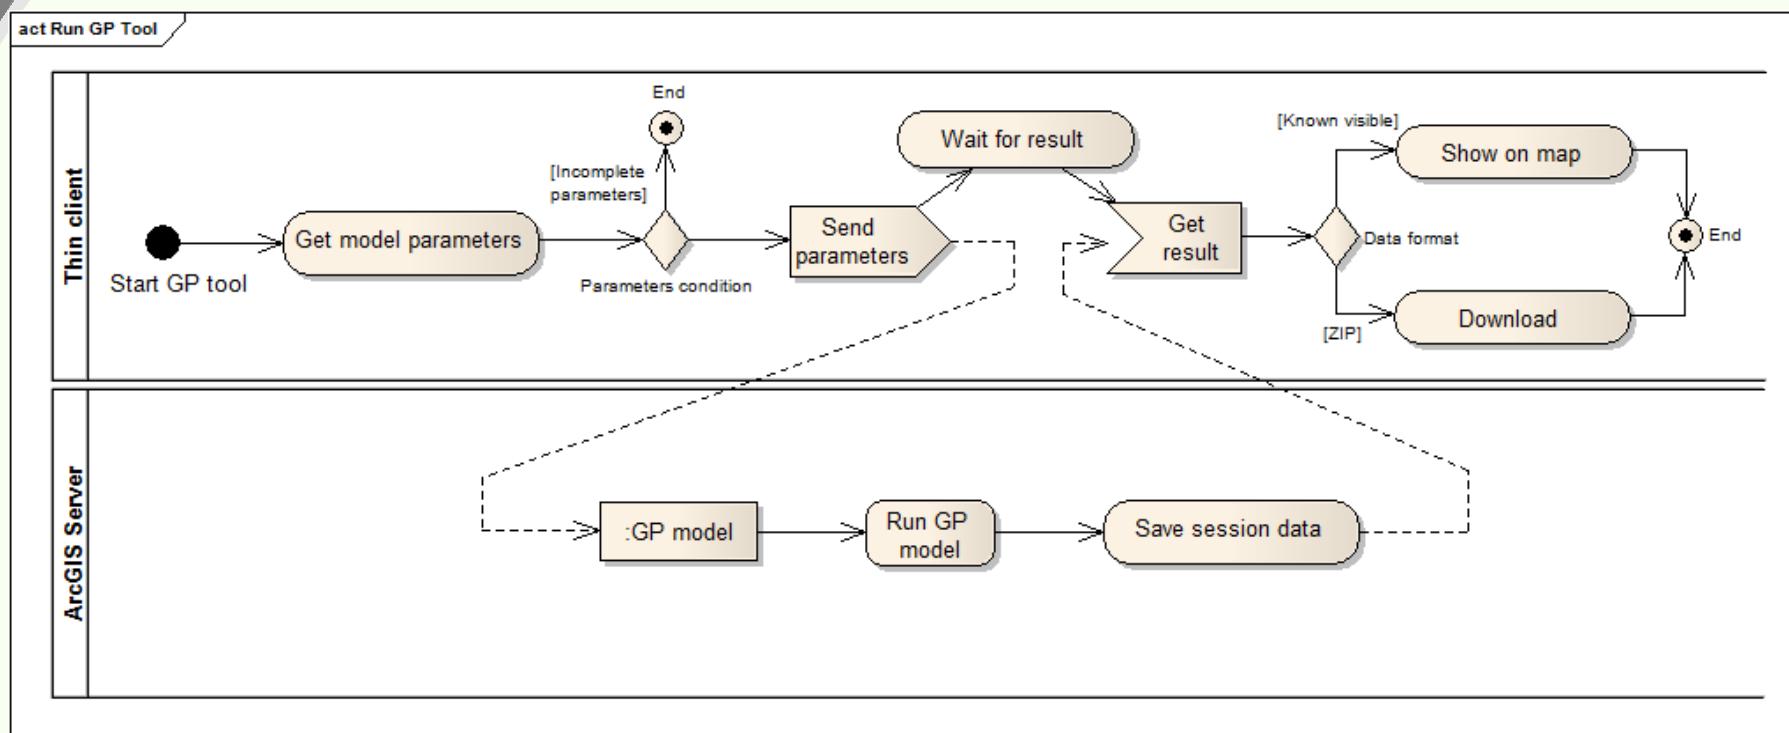 act Run GP Tool
Thin client
Start GP tool
Get model parameters
End
[Incomplete
parameters]
Parameters condition
Send
parameters
Wait for result
Get
result
Data format
[Known visible]
Show on map
[ZIP]
Download
End
ArcGIS Server
:GP model
Run GP
model
Save session data